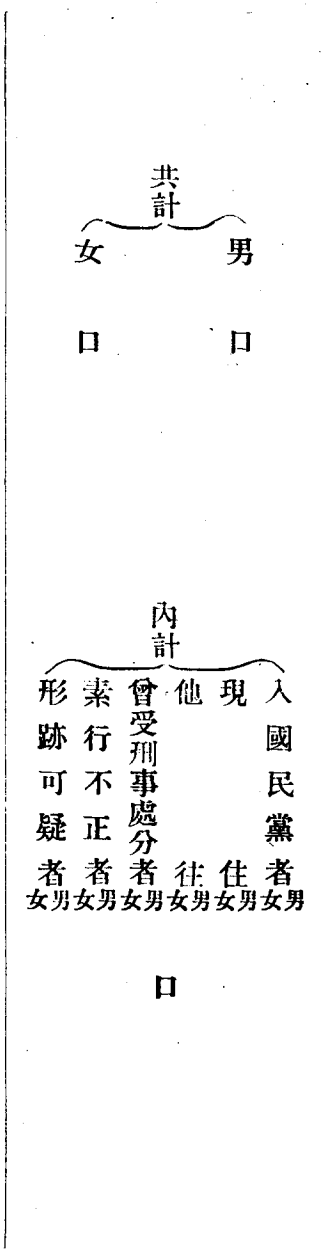 共計
男 口
女 口
內計
入國民黨者男女
現住男女
他往男女
曾受刑事處分者男女
素行不正者男女
形跡可疑者男女
口